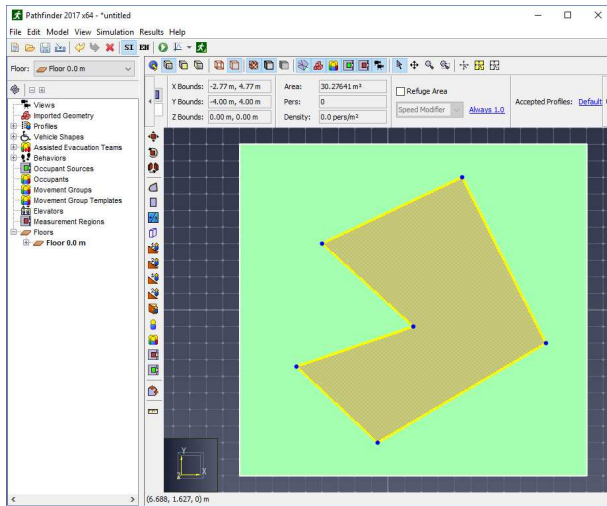 Pathfinder 2017 x64 - *untitled
File Edit Model View Simulation Results Help
SI EN
Floor: Floor 0.0 m
X Bounds: -2.77 m, 4.77 m Area: 30.27641 m² Refuge Area
Y Bounds: -4.00 m, 4.00 m Pers: 0 Speed Modifier Always 1.0 Accepted Profiles: Default
Z Bounds: 0.00 m, 0.00 m Density: 0.0 pers/m²
Views
Imported Geometry
Profiles
Vehicle Shapes
Assisted Evacuation Teams
Behaviors
Occupant Sources
Occupants
Movement Groups
Movement Group Templates
Elevators
Measurement Regions
Floors
Floor 0.0 m
Y
X
Z
(6.688, 1.627, 0) m